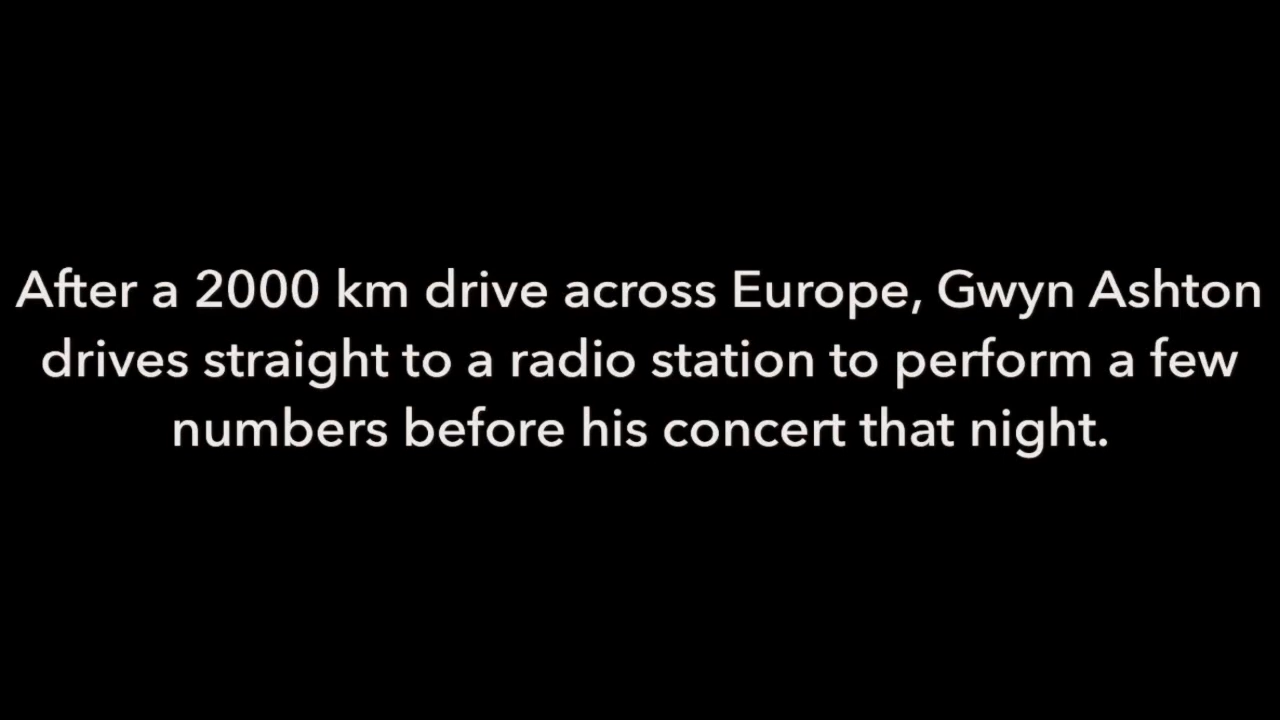 After a 2000 km drive across Europe, Gwyn Ashton
drives straight to a radio station to perform a few
numbers before his concert that night.